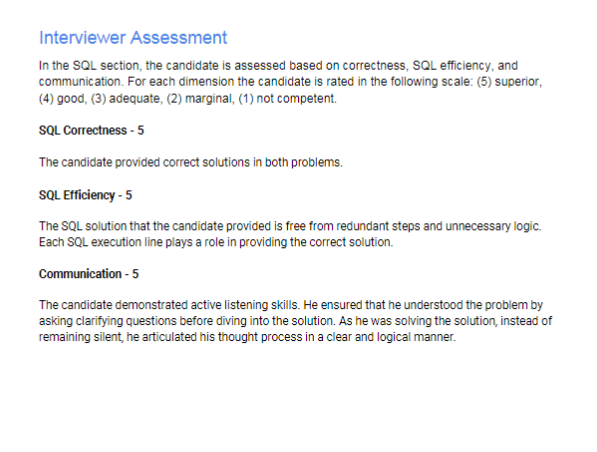 Interviewer Assessment
In the SQL section, the candidate is assessed based on correctness, SQL efficiency, and
communication. For each dimension the candidate is rated in the following scale: (5) superior,
(4) good, (3) adequate, (2) marginal, (1) not competent.
SQL Correctness - 5
The candidate provided correct solutions in both problems.
SQL Efficiency - 5
The SQL solution that the candidate provided is free from redundant steps and unnecessary logic.
Each SQL execution line plays a role in providing the correct solution.
Communication - 5
The candidate demonstrated active listening skills. He ensured that he understood the problem by
asking clarifying questions before diving into the solution. As he was solving the solution, instead of
remaining silent, he articulated his thought process in a clear and logical manner.